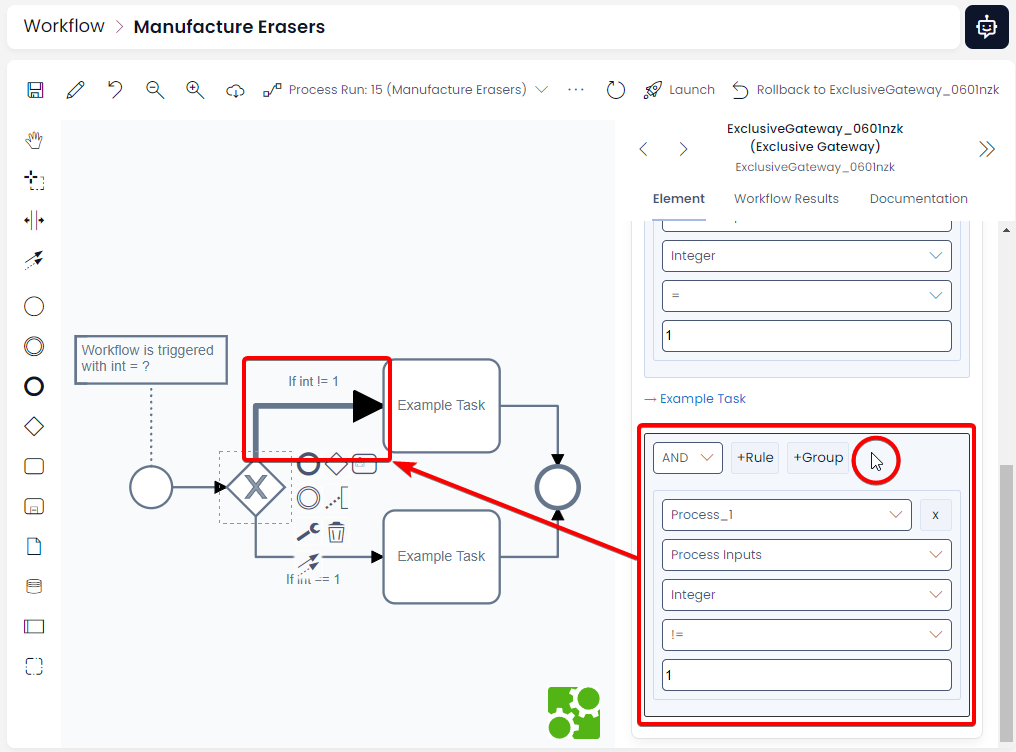 Workflow > Manufacture Erasers
Process Run: 15 (Manufacture Erasers)
Launch
Rollback to ExclusiveGateway_0601nzk
ExclusiveGateway_0601nzk
(Exclusive Gateway)
ExclusiveGateway_0601nzk
Element Workflow Results Documentation
Integer
=
1
→ Example Task
AND +Rule +Group
Process_1 x
Process Inputs
Integer
!=
1
Workflow is triggered
with int = ?
If int != 1
Example Task
X
Example Task
If int == 1